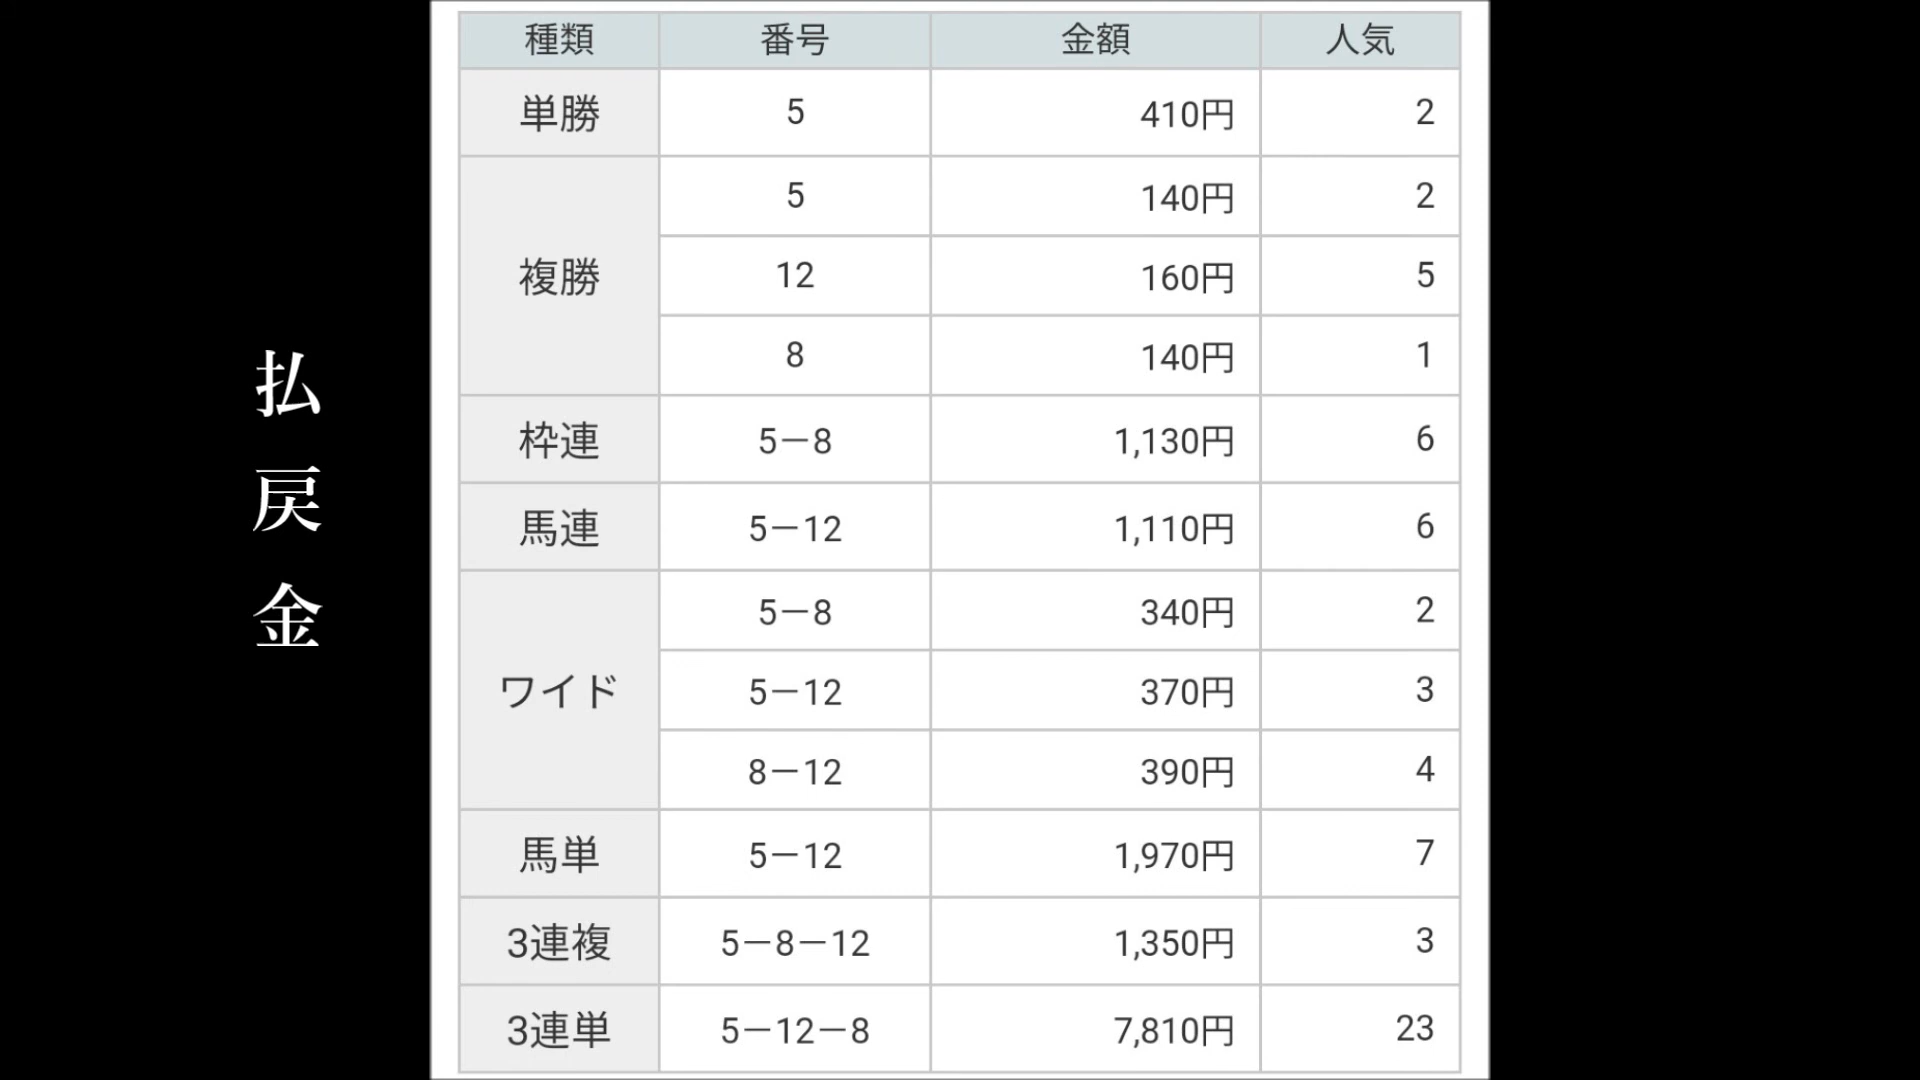 払戻金
種類 番号 金額 人気
単勝 5 410円 2
複勝 5 140円 2
12 160円 5
8 140円 1
枠連 5－8 1,130円 6
馬連 5－12 1,110円 6
ワイド 5－8 340円 2
5－12 370円 3
8－12 390円 4
馬単 5－12 1,970円 7
3連複 5－8－12 1,350円 3
3連単 5－12－8 7,810円 23